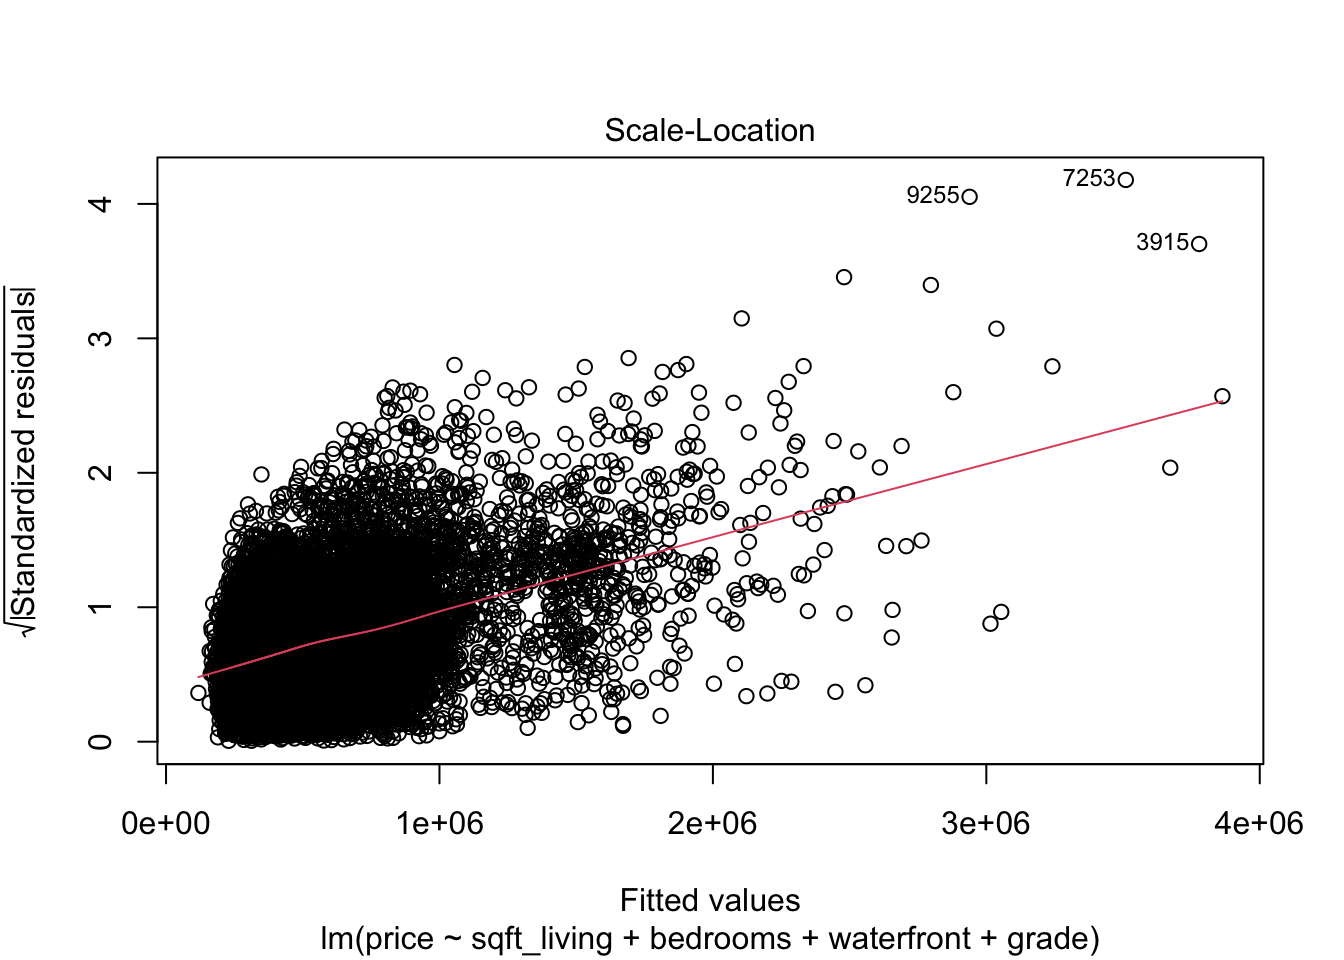 Scale-Location
√|Standardized residuals|
4
3
2
1
0
7253
9255
3915
0e+00 1e+06 2e+06 3e+06 4e+06
Fitted values
lm(price ~ sqft_living + bedrooms + waterfront + grade)